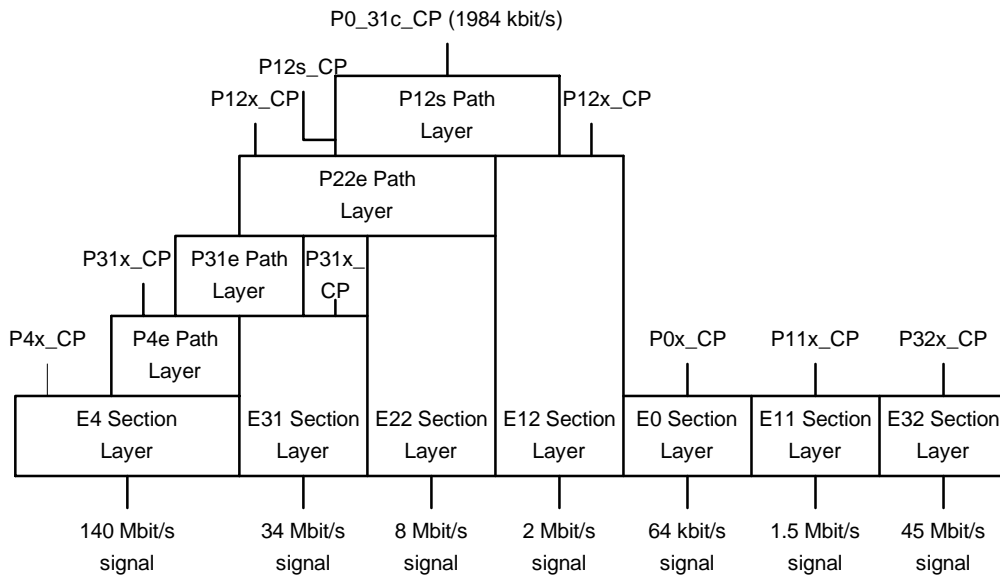 P0_31c_CP (1984 kbit/s)
P12s_CP
P12x_CP
P12s Path
Layer
P12x_CP
P22e Path
Layer
P31x_CP
P31e Path
Layer
P31x_
CP
P4x_CP
P4e Path
Layer
P0x_CP
P11x_CP
P32x_CP
E4 Section
Layer
E31 Section
Layer
E22 Section
Layer
E12 Section
Layer
E0 Section
Layer
E11 Section
Layer
E32 Section
Layer
140 Mbit/s
signal
34 Mbit/s
signal
8 Mbit/s
signal
2 Mbit/s
signal
64 kbit/s
signal
1.5 Mbit/s
signal
45 Mbit/s
signal